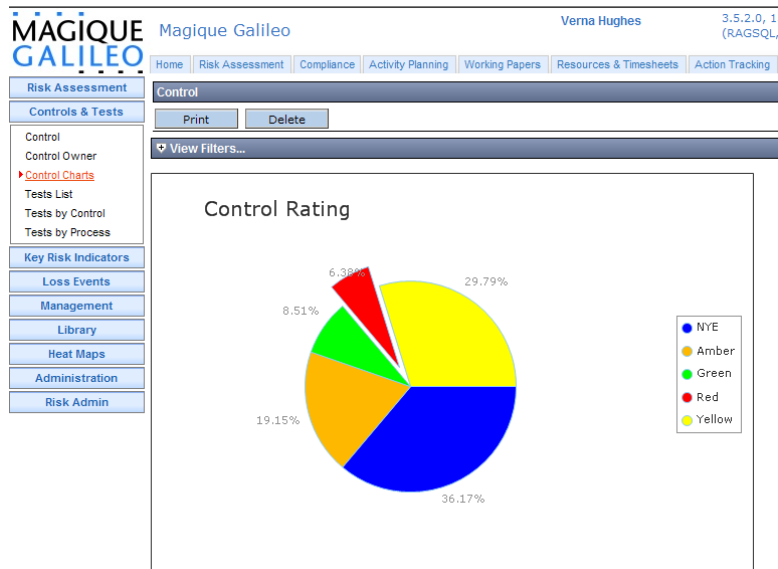 MAGIQUE
GALILEO
Magique Galileo
Verna Hughes
3.5.2.0, 1
(RAGSQL,
Home
Risk Assessment
Compliance
Activity Planning
Working Papers
Resources & Timesheets
Action Tracking
Risk Assessment
Controls & Tests
Control
Control Owner
Control Charts
Tests List
Tests by Control
Tests by Process
Key Risk Indicators
Loss Events
Management
Library
Heat Maps
Administration
Risk Admin
Control
Print
Delete
View Filters...
Control Rating
6.38%
29.79%
8.51%
19.15%
36.17%
NYE
Amber
Green
Red
Yellow